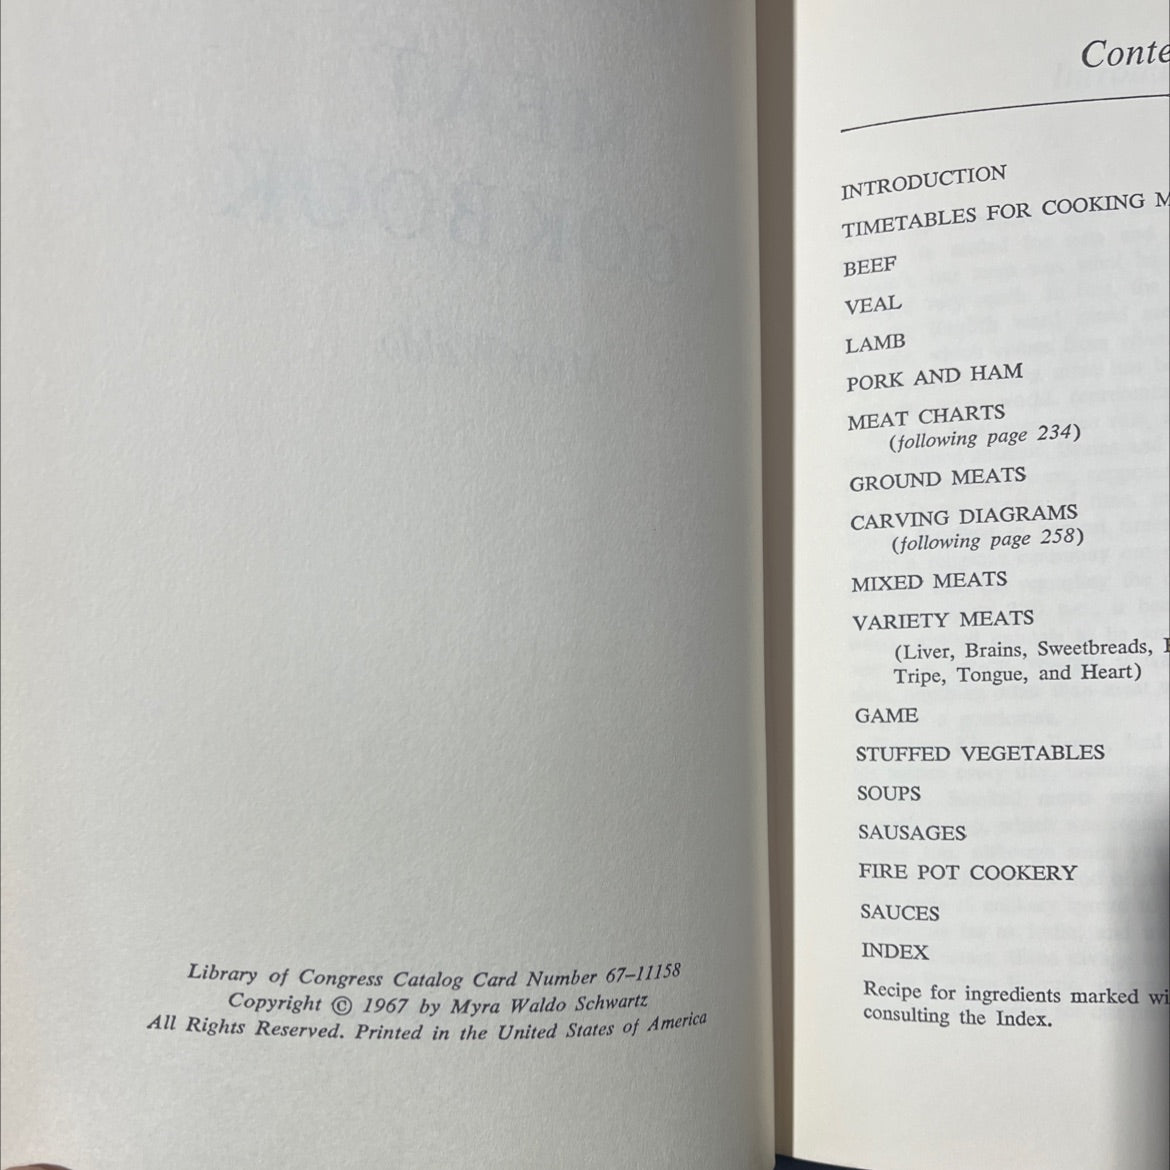 Library of Congress Catalog Card Number 67-11158
Copyright © 1967 by Myra Waldo Schwartz
All Rights Reserved. Printed in the United States of America
INTRODUCTION
TIMETABLES FOR COOKING
BEEF
VEAL
LAMB
PORK AND HAM
MEAT CHARTS
(following page 234)
GROUND MEATS
CARVING DIAGRAMS
(following page 258)
MIXED MEATS
VARIETY MEATS
(Liver, Brains, Sweetbreads,
Tripe, Tongue, and Heart)
GAME
STUFFED VEGETABLES
SOUPS
SAUSAGES
FIRE POT COOKERY
SAUCES
INDEX
Recipe for ingredients marked
consulting the Index.